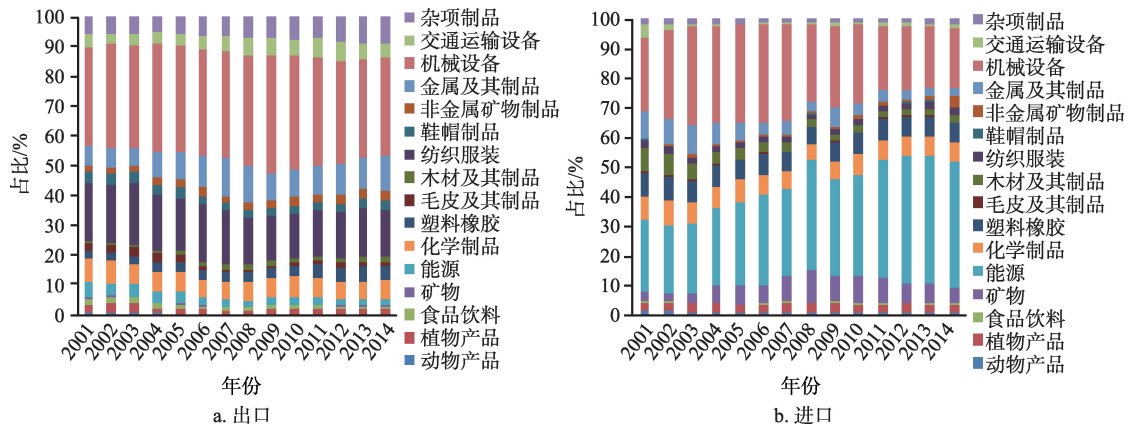 占比/%
100
90
80
70
60
50
40
30
20
10
0
2001
2002
2003
2004
2005
2006
2007
2008
2009
2010
2011
2012
2013
2014
年份
杂项制品
交通运输设备
机械设备
金属及其制品
非金属矿物制品
鞋帽制品
纺织服装
木材及其制品
毛皮及其制品
塑料橡胶
化学制品
能源
矿物
食品饮料
植物产品
动物产品
a. 出口
占比/%
100
90
80
70
60
50
40
30
20
10
0
2001
2002
2003
2004
2005
2006
2007
2008
2009
2010
2011
2012
2013
2014
年份
杂项制品
交通运输设备
机械设备
金属及其制品
非金属矿物制品
鞋帽制品
纺织服装
木材及其制品
毛皮及其制品
塑料橡胶
化学制品
能源
矿物
食品饮料
植物产品
动物产品
b. 进口